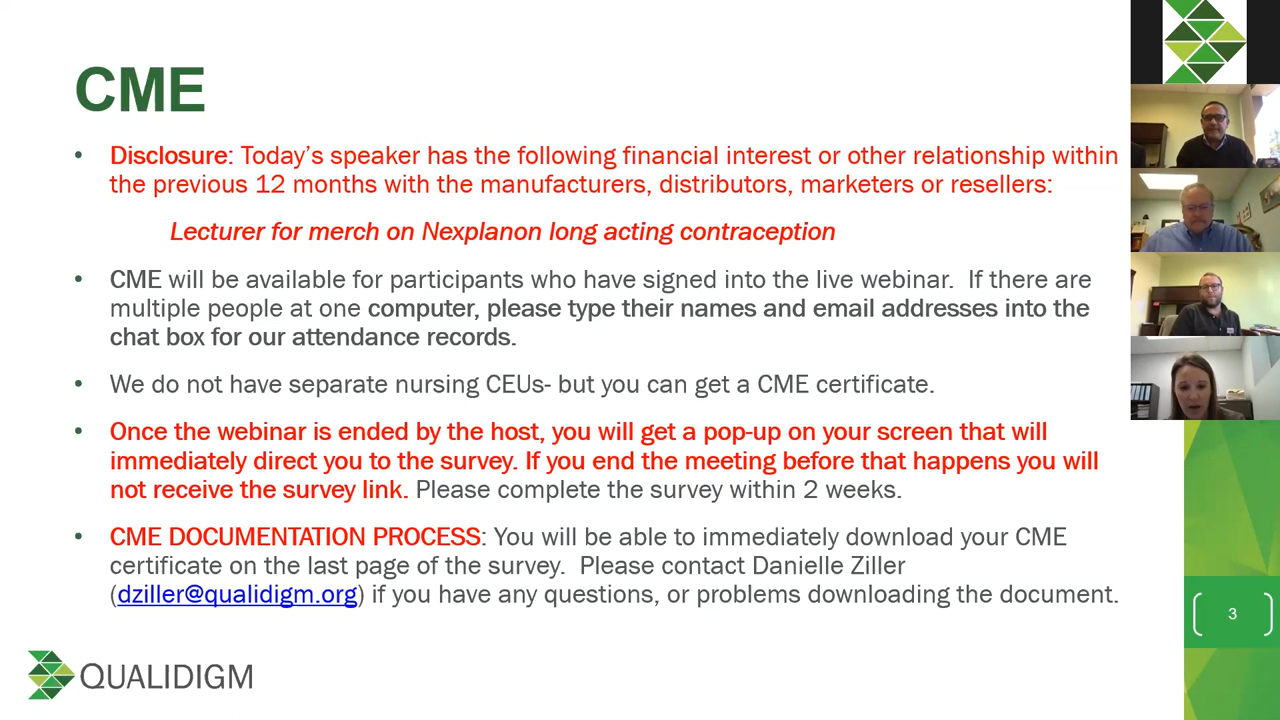 CME
• Disclosure: Today’s speaker has the following financial interest or other relationship within
the previous 12 months with the manufacturers, distributors, marketers or resellers:
Lecturer for merch on Nexplanon long acting contraception
• CME will be available for participants who have signed into the live webinar. If there are
multiple people at one computer, please type their names and email addresses into the
chat box for our attendance records.
• We do not have separate nursing CEUs- but you can get a CME certificate.
• Once the webinar is ended by the host, you will get a pop-up on your screen that will
immediately direct you to the survey. If you end the meeting before that happens you will
not receive the survey link. Please complete the survey within 2 weeks.
• CME DOCUMENTATION PROCESS: You will be able to immediately download your CME
certificate on the last page of the survey. Please contact Danielle Ziller
(dziller@qualidigm.org) if you have any questions, or problems downloading the document.
3
QUALIDIGM